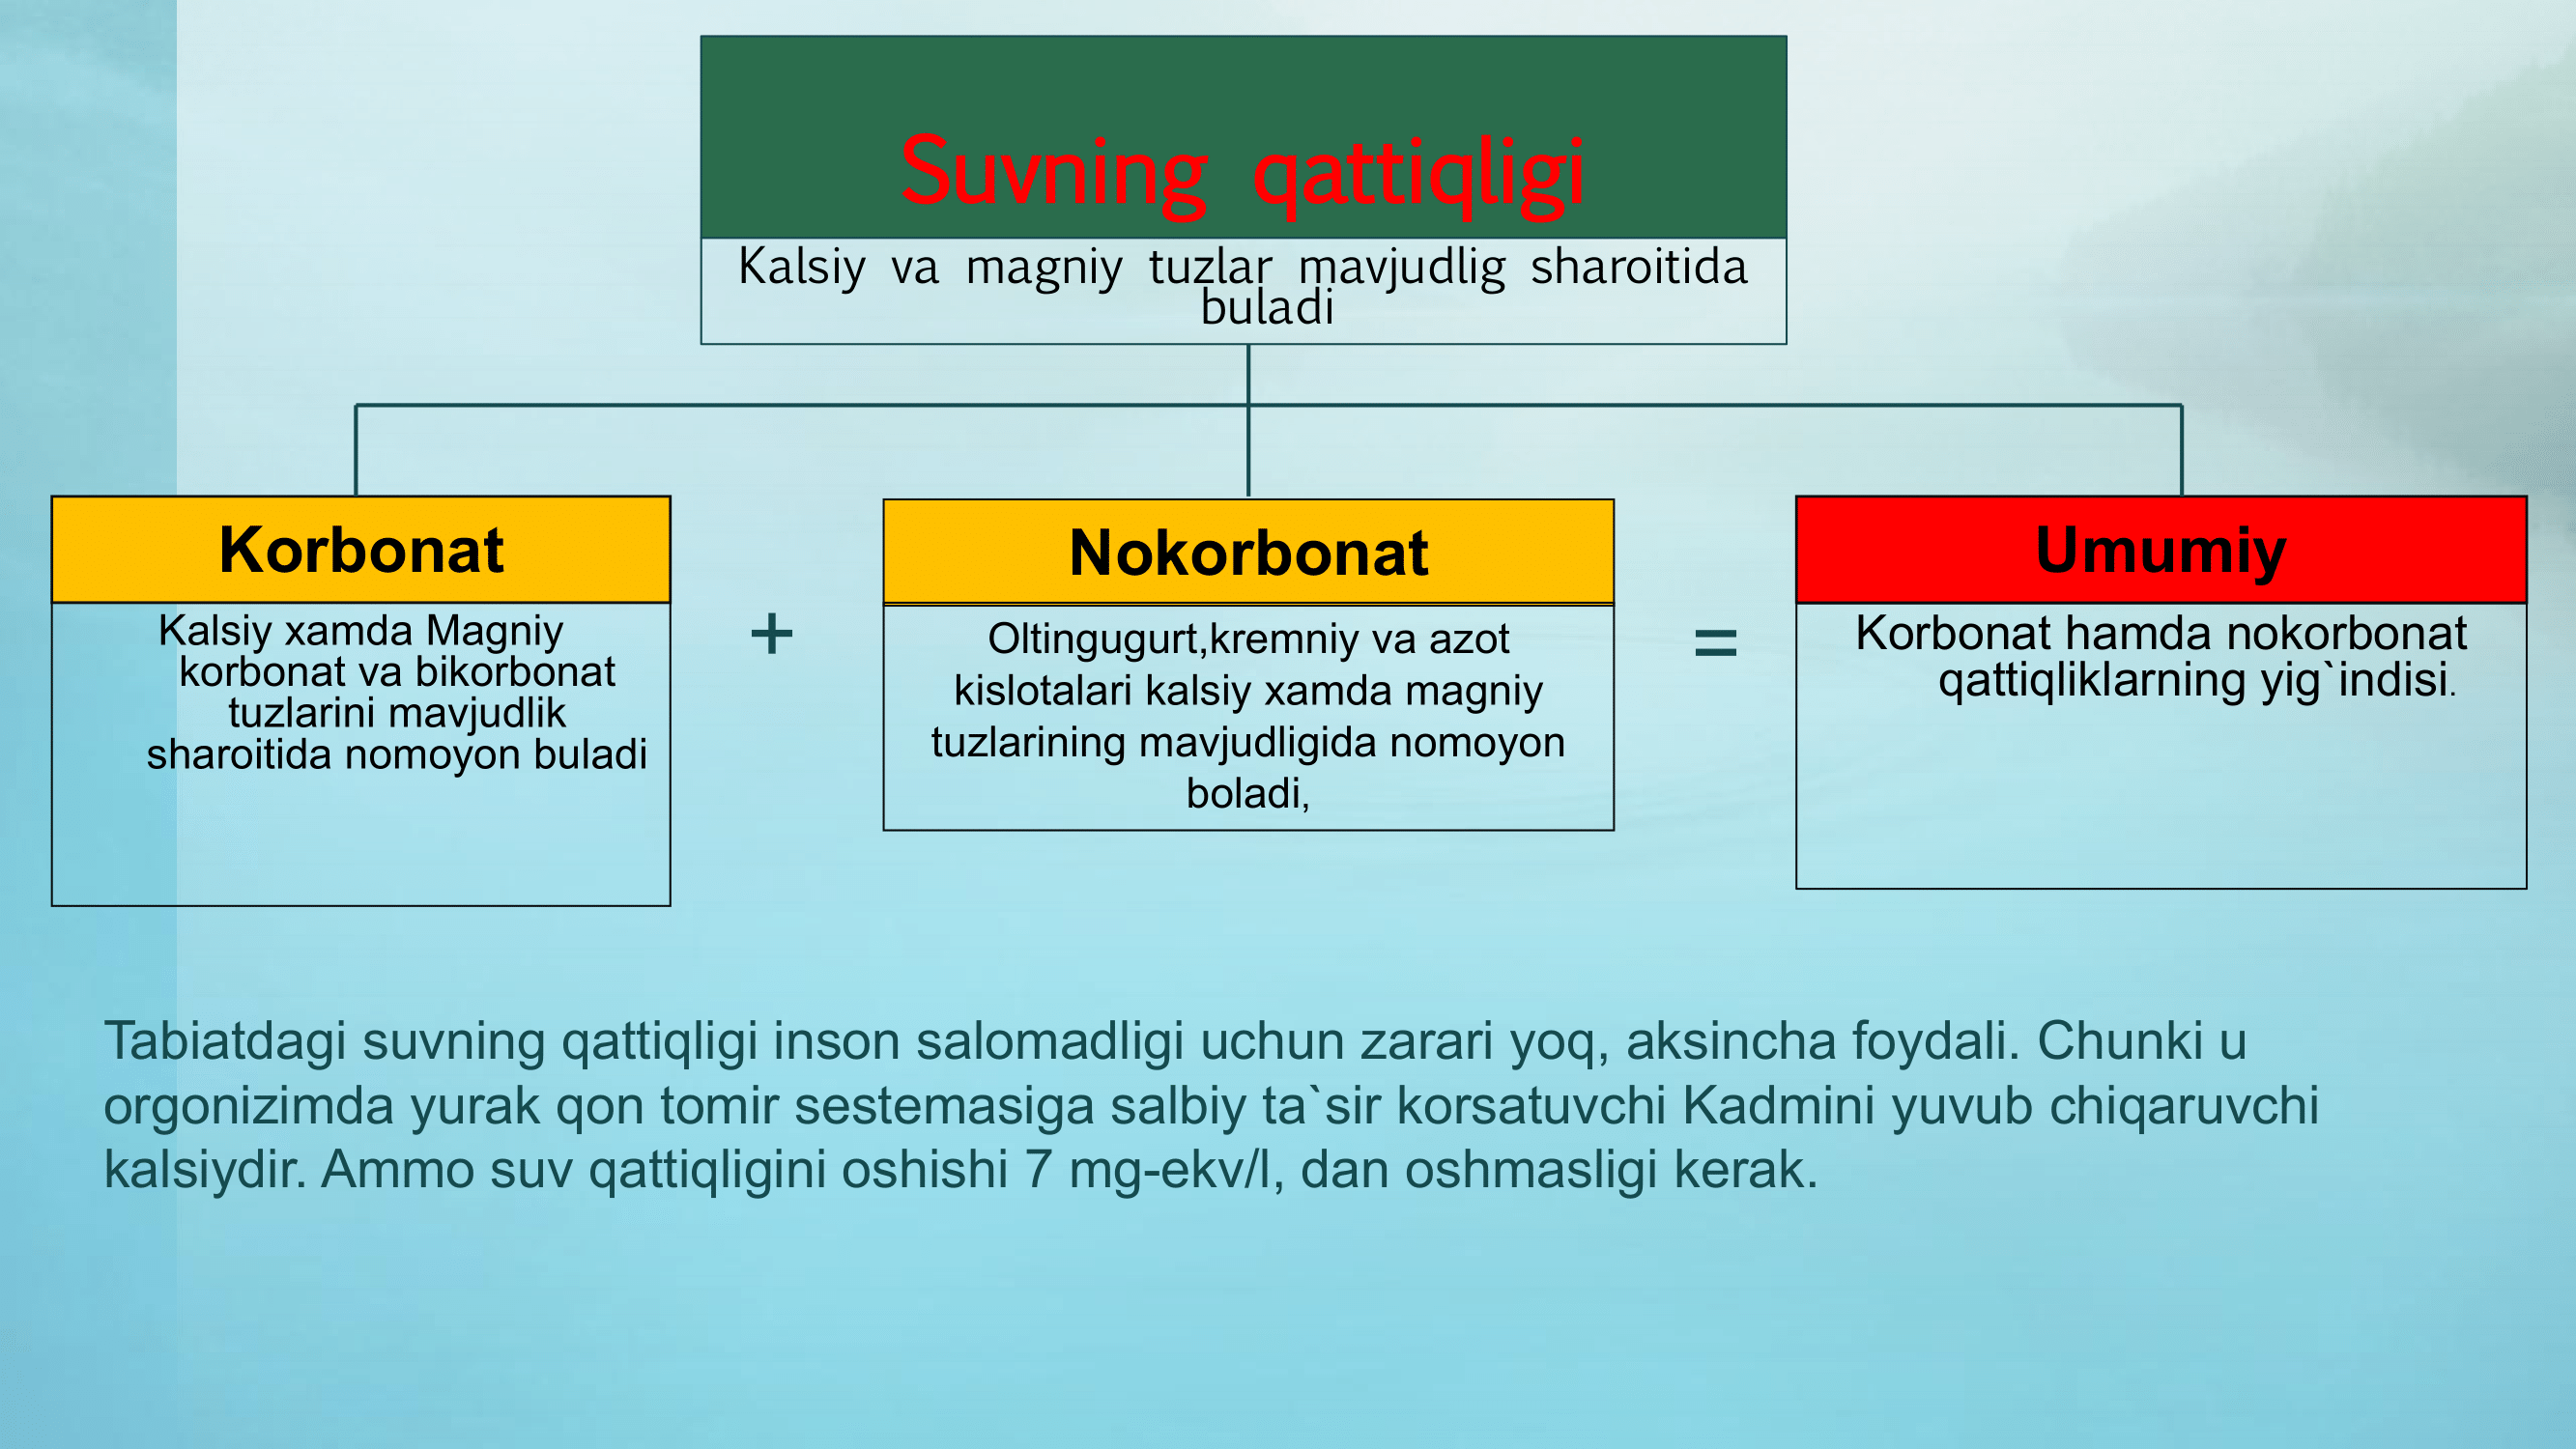 Suvning qattiqligi
Kalsiy va magniy tuzlar mavjudlig sharoitida
buladi
Korbonat
Kalsiy xamda Magniy
korbonat va bikorbonat
tuzlarini mavjudlik
sharoitida nomoyon buladi
+
Nokorbonat
Oltingugurt,kremniy va azot
kislotalari kalsiy xamda magniy
tuzlarining mavjudligida nomoyon
boladi,
=
Umumiy
Korbonat hamda nokorbonat
qattiqliklarning yig`indisi.
Tabiatdagi suvning qattiqligi inson salomadligi uchun zarari yoq, aksincha foydali. Chunki u
orgonizimda yurak qon tomir sestemasiga salbiy ta`sir korsatuvchi Kadmini yuvub chiqaruvchi
kalsiydir. Ammo suv qattiqligini oshishi 7 mg-ekv/l, dan oshmasligi kerak.